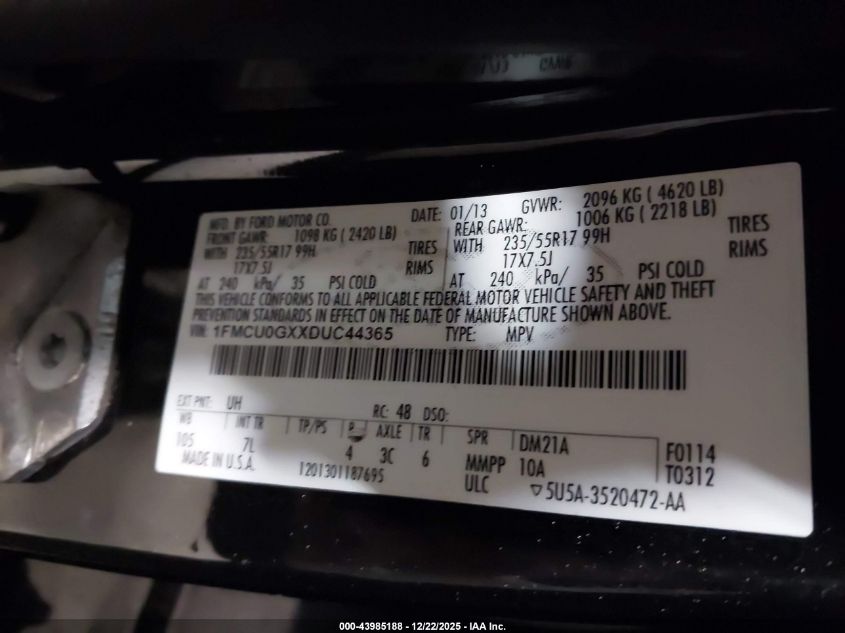 MFD. BY FORD MOTOR CO.
DATE: 01/13 GVWR: 2096 KG ( 4620 LB)
FRONT GAWR: 1098 KG ( 2420 LB) REAR GAWR: 1006 KG ( 2218 LB)
WITH 235/55R17 99H TIRES WITH 235/55R17 99H TIRES
17X7.5J RIMS 17X7.5J RIMS
AT 240 kPa/ 35 PSI COLD AT 240 kPa/ 35 PSI COLD
THIS VEHICLE CONFORMS TO ALL APPLICABLE FEDERAL MOTOR VEHICLE SAFETY AND THEFT
PREVENTION STANDARDS IN EFFECT ON THE DATE OF MANUFACTURE SHOWN ABOVE.
VIN: 1FMCU0GXXDUC44365 TYPE: MPV
EXT PNT: UH RC: 48 DSO:
WB INT TR TP/PS R AXLE TR SPR DM21A F0114
105 7L 4 3C 6 MMPP 10A T0312
MADE IN U.S.A. 1201301187695 ULC ▽5U5A-3520472-AA
000-43985188 - 12/22/2025 - IAA Inc.